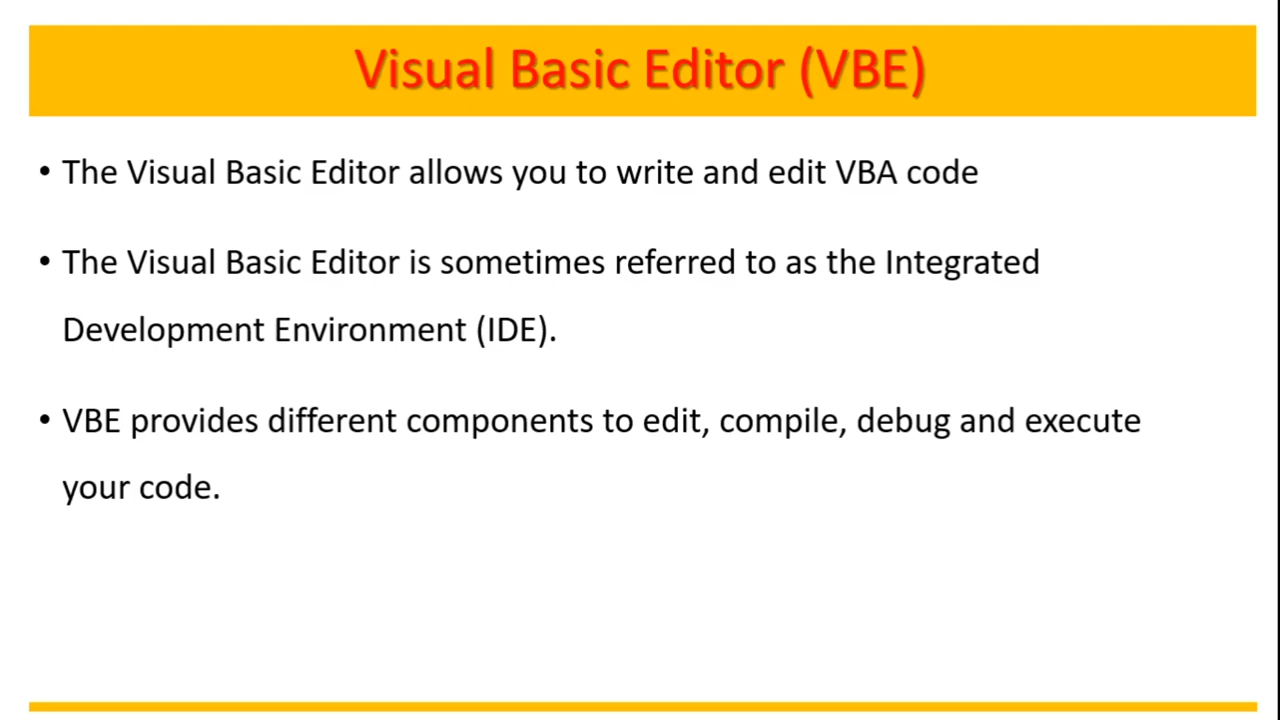 Visual Basic Editor (VBE)
• The Visual Basic Editor allows you to write and edit VBA code
• The Visual Basic Editor is sometimes referred to as the Integrated
Development Environment (IDE).
• VBE provides different components to edit, compile, debug and execute
your code.